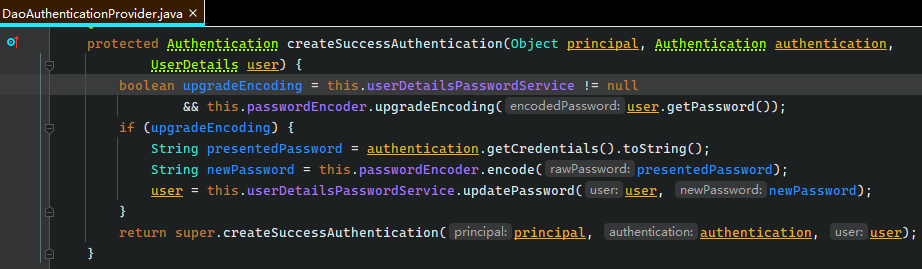 DaoAuthenticationProvider.java ×
protected Authentication createSuccessAuthentication(Object principal, Authentication authentication,
UserDetails user) {
boolean upgradeEncoding = this.userDetailsPasswordService != null
&& this.passwordEncoder.upgradeEncoding( encodedPassword: user.getPassword());
if (upgradeEncoding) {
String presentedPassword = authentication.getCredentials().toString();
String newPassword = this.passwordEncoder.encode( rawPassword: presentedPassword);
user = this.userDetailsPasswordService.updatePassword( user: user, newPassword: newPassword);
}
return super.createSuccessAuthentication( principal: principal, authentication: authentication, user: user);
}